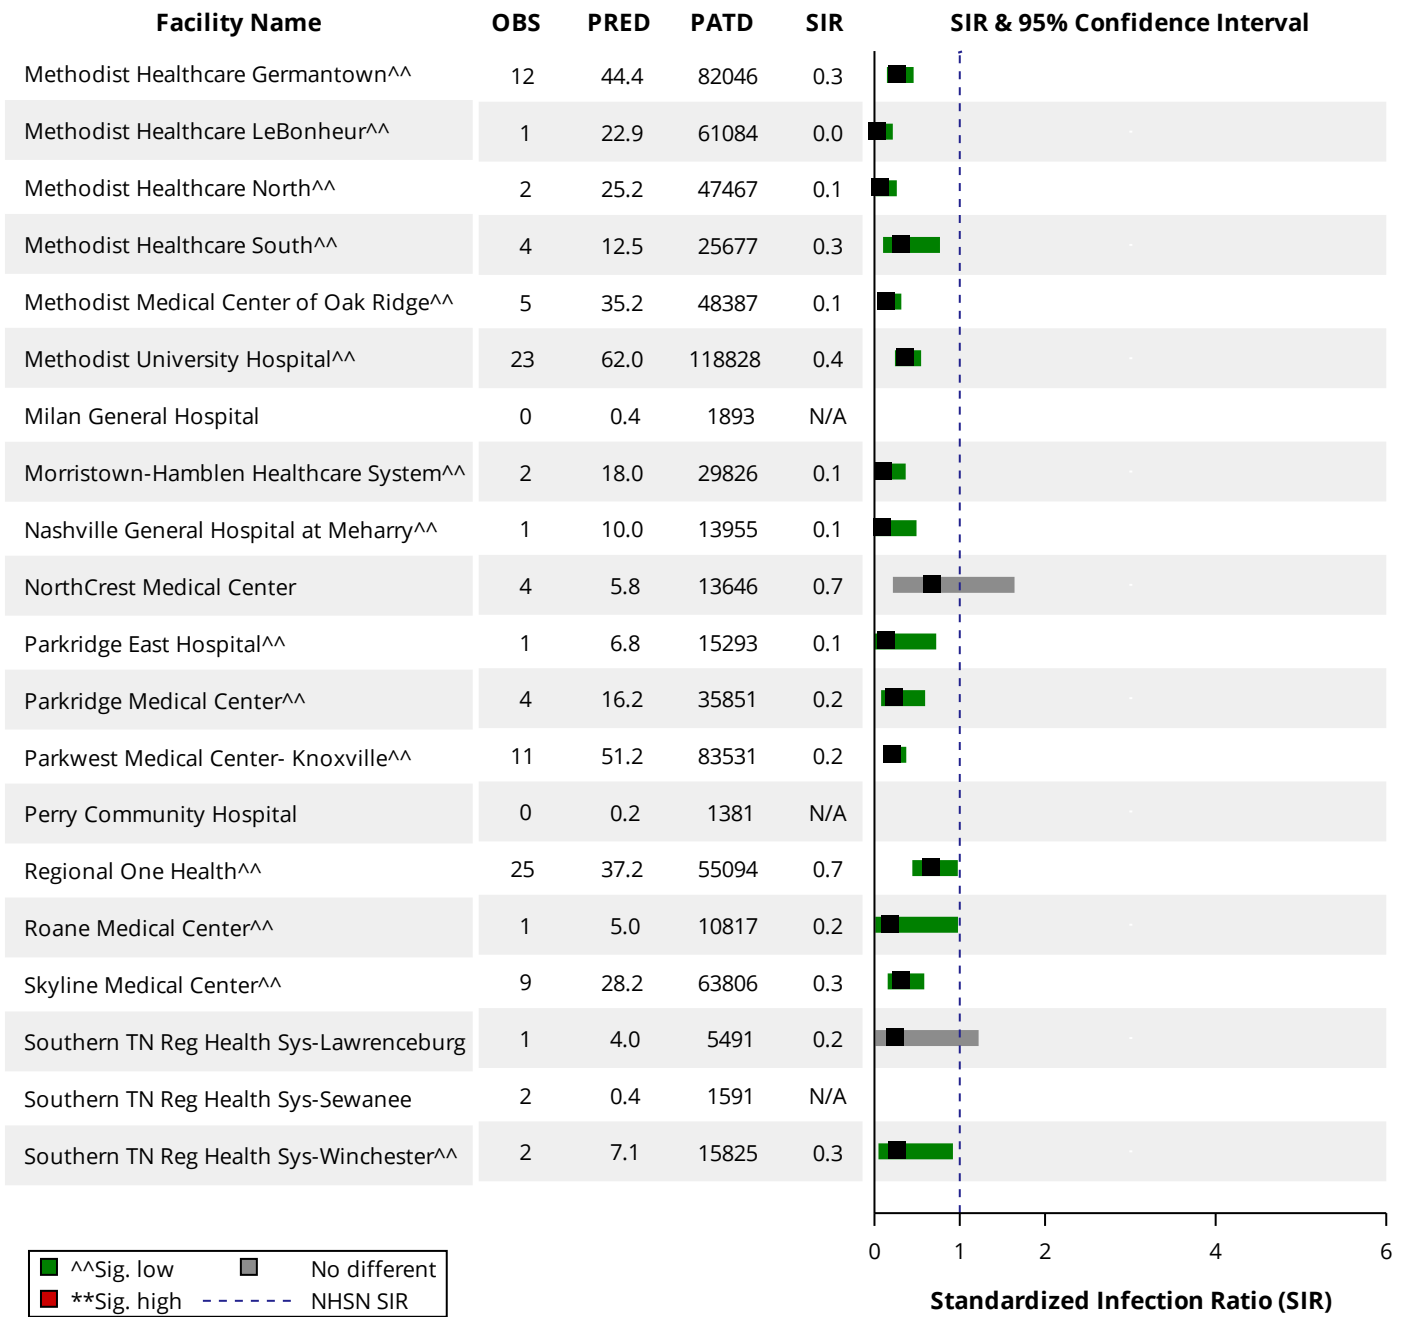 Facility Name OBS PRED PATD SIR SIR & 95% Confidence Interval
Methodist Healthcare Germantown^^ 12 44.4 82046 0.3
Methodist Healthcare LeBonheur^^ 1 22.9 61084 0.0
Methodist Healthcare North^^ 2 25.2 47467 0.1
Methodist Healthcare South^^ 4 12.5 25677 0.3
Methodist Medical Center of Oak Ridge^^ 5 35.2 48387 0.1
Methodist University Hospital^^ 23 62.0 118828 0.4
Milan General Hospital 0 0.4 1893 N/A
Morristown-Hamblen Healthcare System^^ 2 18.0 29826 0.1
Nashville General Hospital at Meharry^^ 1 10.0 13955 0.1
NorthCrest Medical Center 4 5.8 13646 0.7
Parkridge East Hospital^^ 1 6.8 15293 0.1
Parkridge Medical Center^^ 4 16.2 35851 0.2
Parkwest Medical Center- Knoxville^^ 11 51.2 83531 0.2
Perry Community Hospital 0 0.2 1381 N/A
Regional One Health^^ 25 37.2 55094 0.7
Roane Medical Center^^ 1 5.0 10817 0.2
Skyline Medical Center^^ 9 28.2 63806 0.3
Southern TN Reg Health Sys-Lawrenceburg 1 4.0 5491 0.2
Southern TN Reg Health Sys-Sewanee 2 0.4 1591 N/A
Southern TN Reg Health Sys-Winchester^^ 2 7.1 15825 0.3
0 1 2 4 6
^^Sig. low No different
**Sig. high NHSN SIR
Standardized Infection Ratio (SIR)